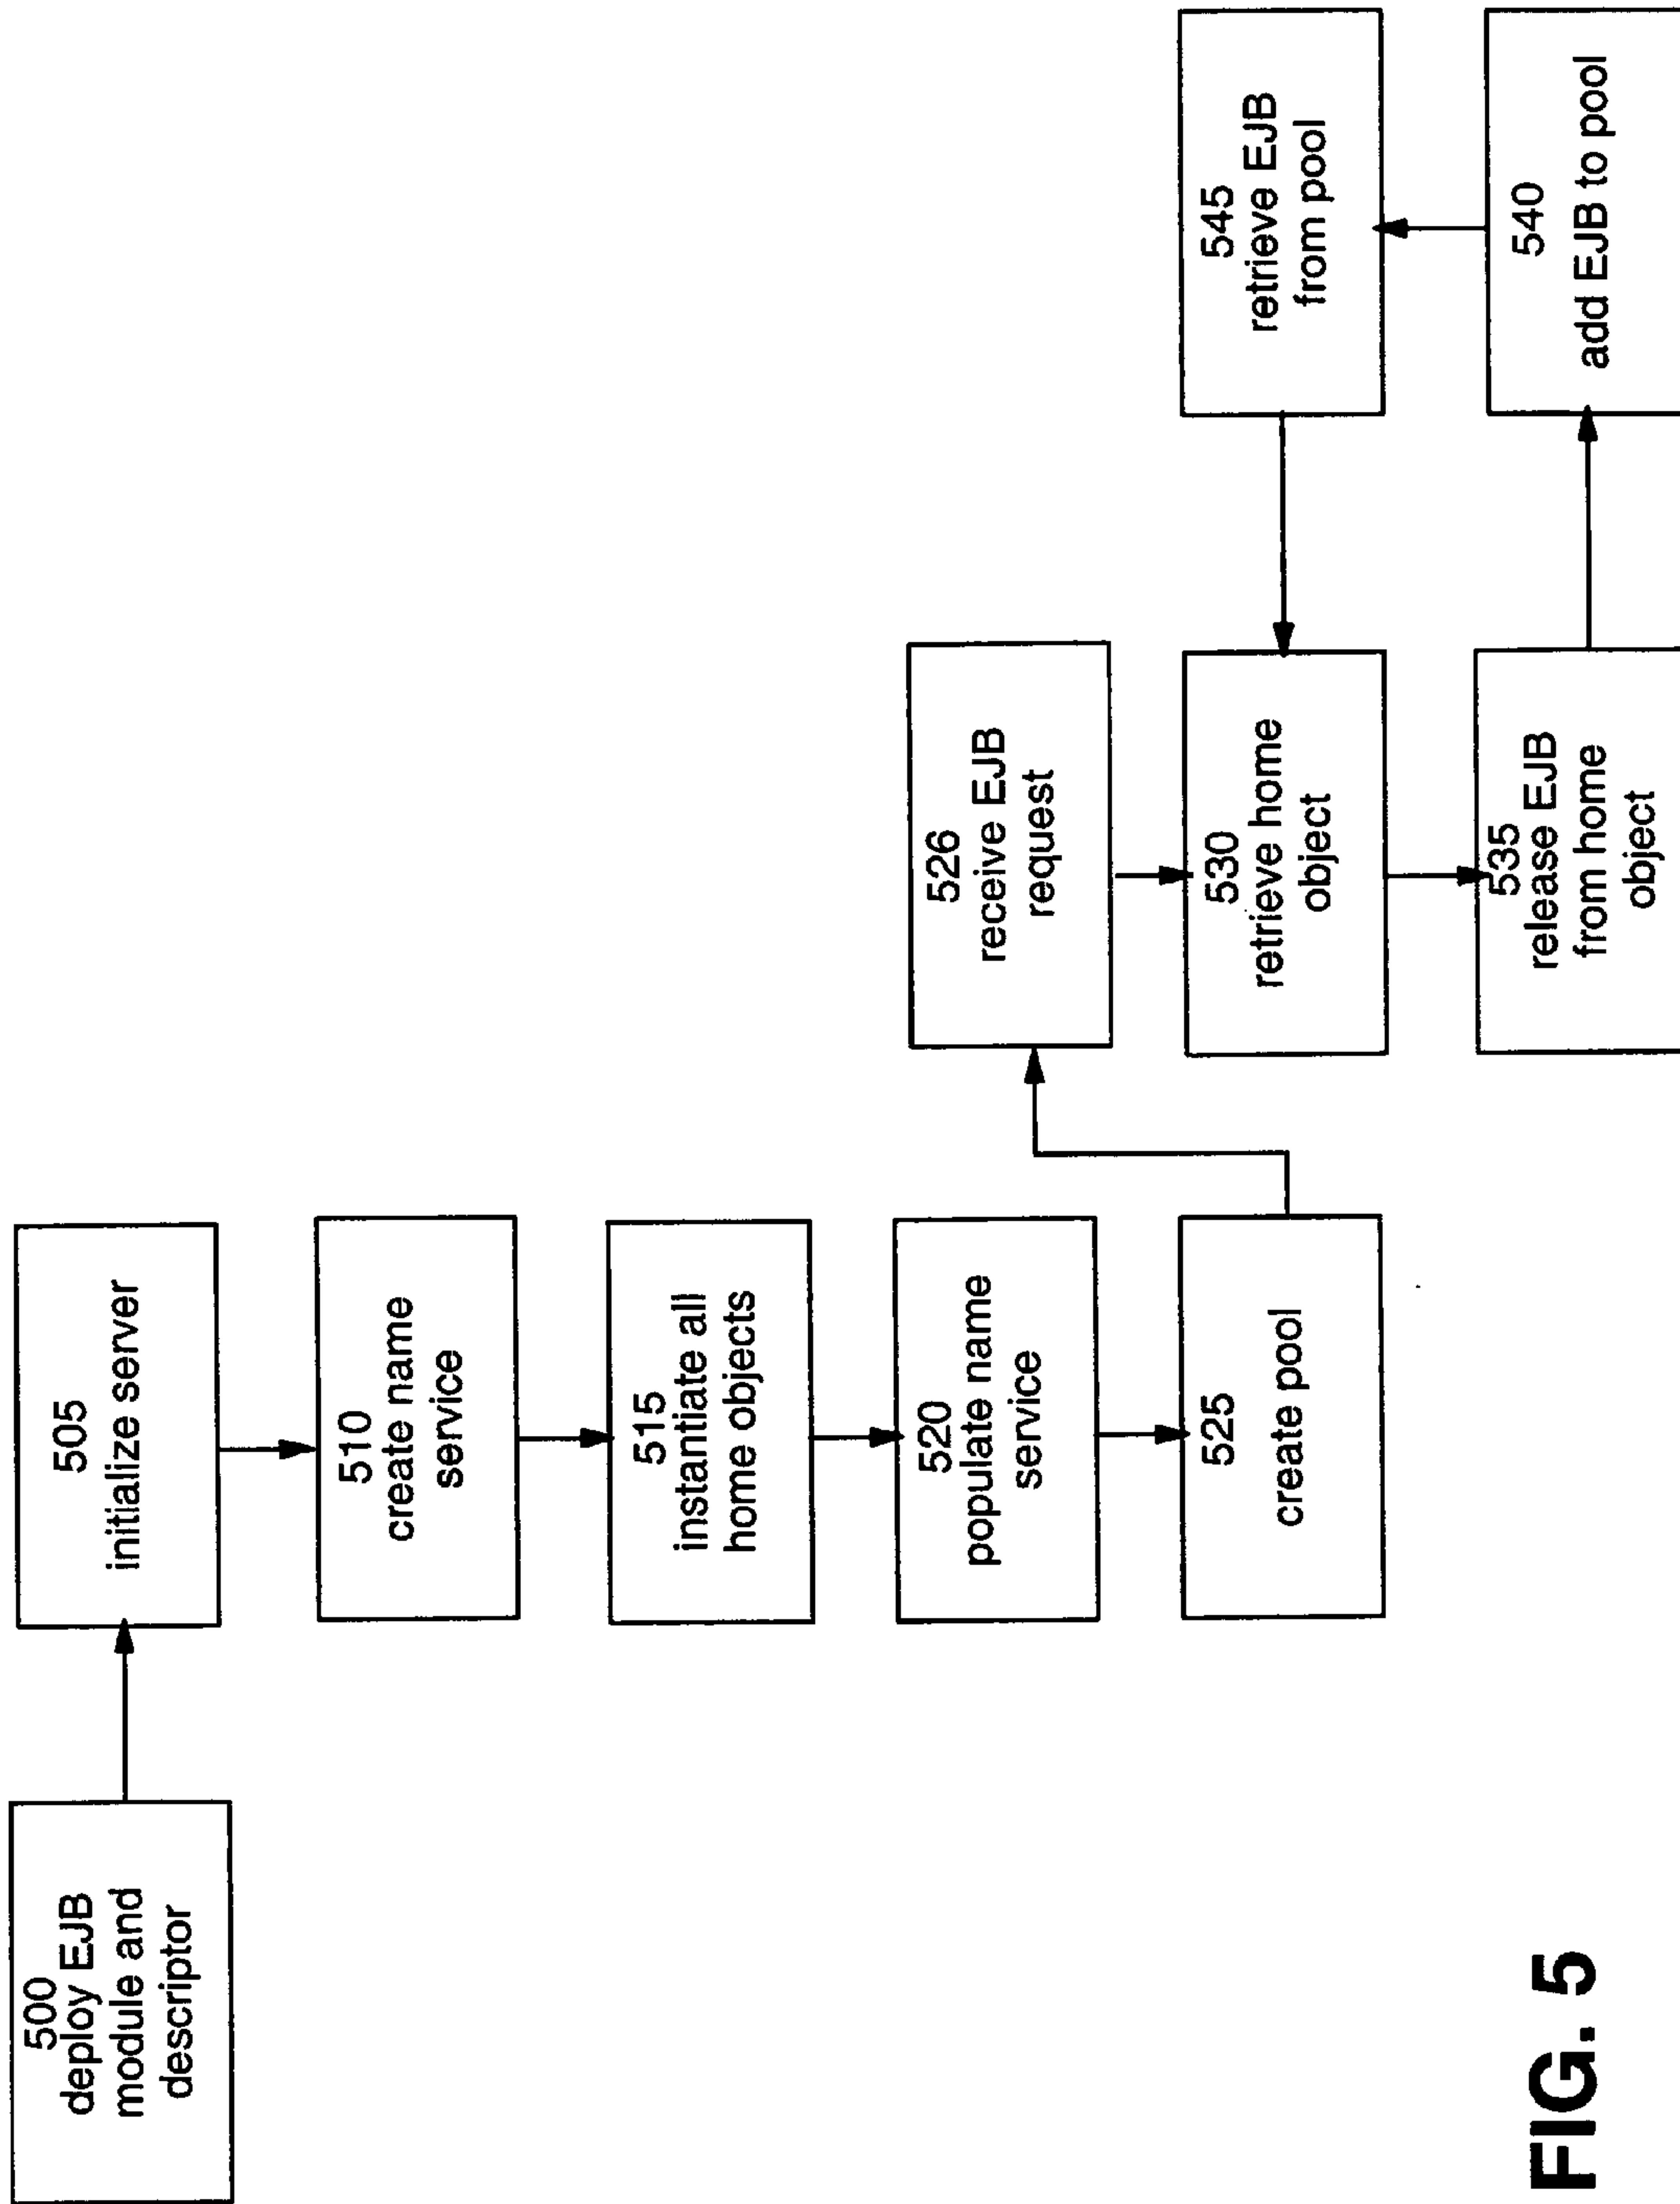 500
deploy EJB
module and
descriptor
505
initialize server
510
create name
service
515
instantiate all
home objects
520
populate name
service
525
create pool
526
receive EJB
request
530
retrieve home
object
535
release EJB
from home
object
540
add EJB to pool
545
retrieve EJB
from pool
FIG. 5